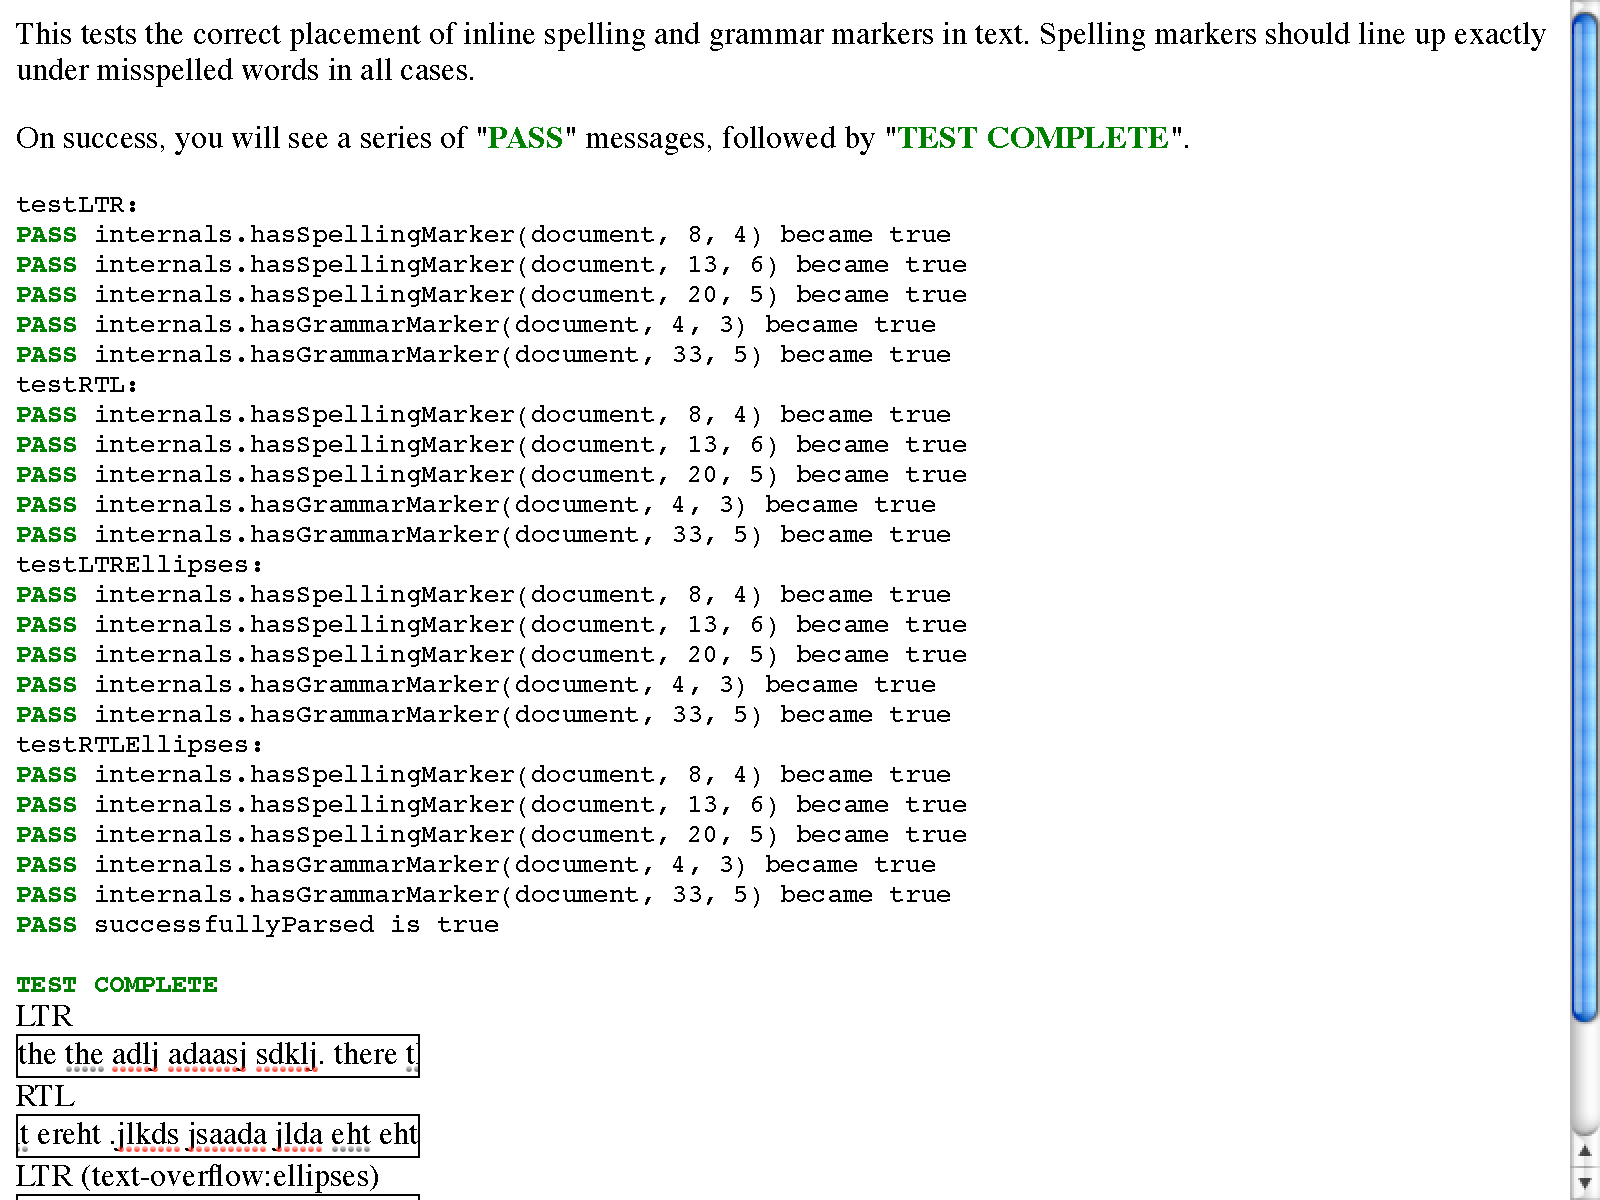 This tests the correct placement of inline spelling and grammar markers in text. Spelling markers should line up exactly
under misspelled words in all cases.
On success, you will see a series of "PASS" messages, followed by "TEST COMPLETE".
testLTR:
PASS internals.hasSpellingMarker(document, 8, 4) became true
PASS internals.hasSpellingMarker(document, 13, 6) became true
PASS internals.hasSpellingMarker(document, 20, 5) became true
PASS internals.hasGrammarMarker(document, 4, 3) became true
PASS internals.hasGrammarMarker(document, 33, 5) became true
testRTL:
PASS internals.hasSpellingMarker(document, 8, 4) became true
PASS internals.hasSpellingMarker(document, 13, 6) became true
PASS internals.hasSpellingMarker(document, 20, 5) became true
PASS internals.hasGrammarMarker(document, 4, 3) became true
PASS internals.hasGrammarMarker(document, 33, 5) became true
testLTREllipses:
PASS internals.hasSpellingMarker(document, 8, 4) became true
PASS internals.hasSpellingMarker(document, 13, 6) became true
PASS internals.hasSpellingMarker(document, 20, 5) became true
PASS internals.hasGrammarMarker(document, 4, 3) became true
PASS internals.hasGrammarMarker(document, 33, 5) became true
testRTLEllipses:
PASS internals.hasSpellingMarker(document, 8, 4) became true
PASS internals.hasSpellingMarker(document, 13, 6) became true
PASS internals.hasSpellingMarker(document, 20, 5) became true
PASS internals.hasGrammarMarker(document, 4, 3) became true
PASS internals.hasGrammarMarker(document, 33, 5) became true
PASS successfullyParsed is true
TEST COMPLETE
LTR
the the adlj adaasj sdklj. there t
RTL
t ereht .jlkds jsaada jlda eht eht
LTR (text-overflow:ellipses)